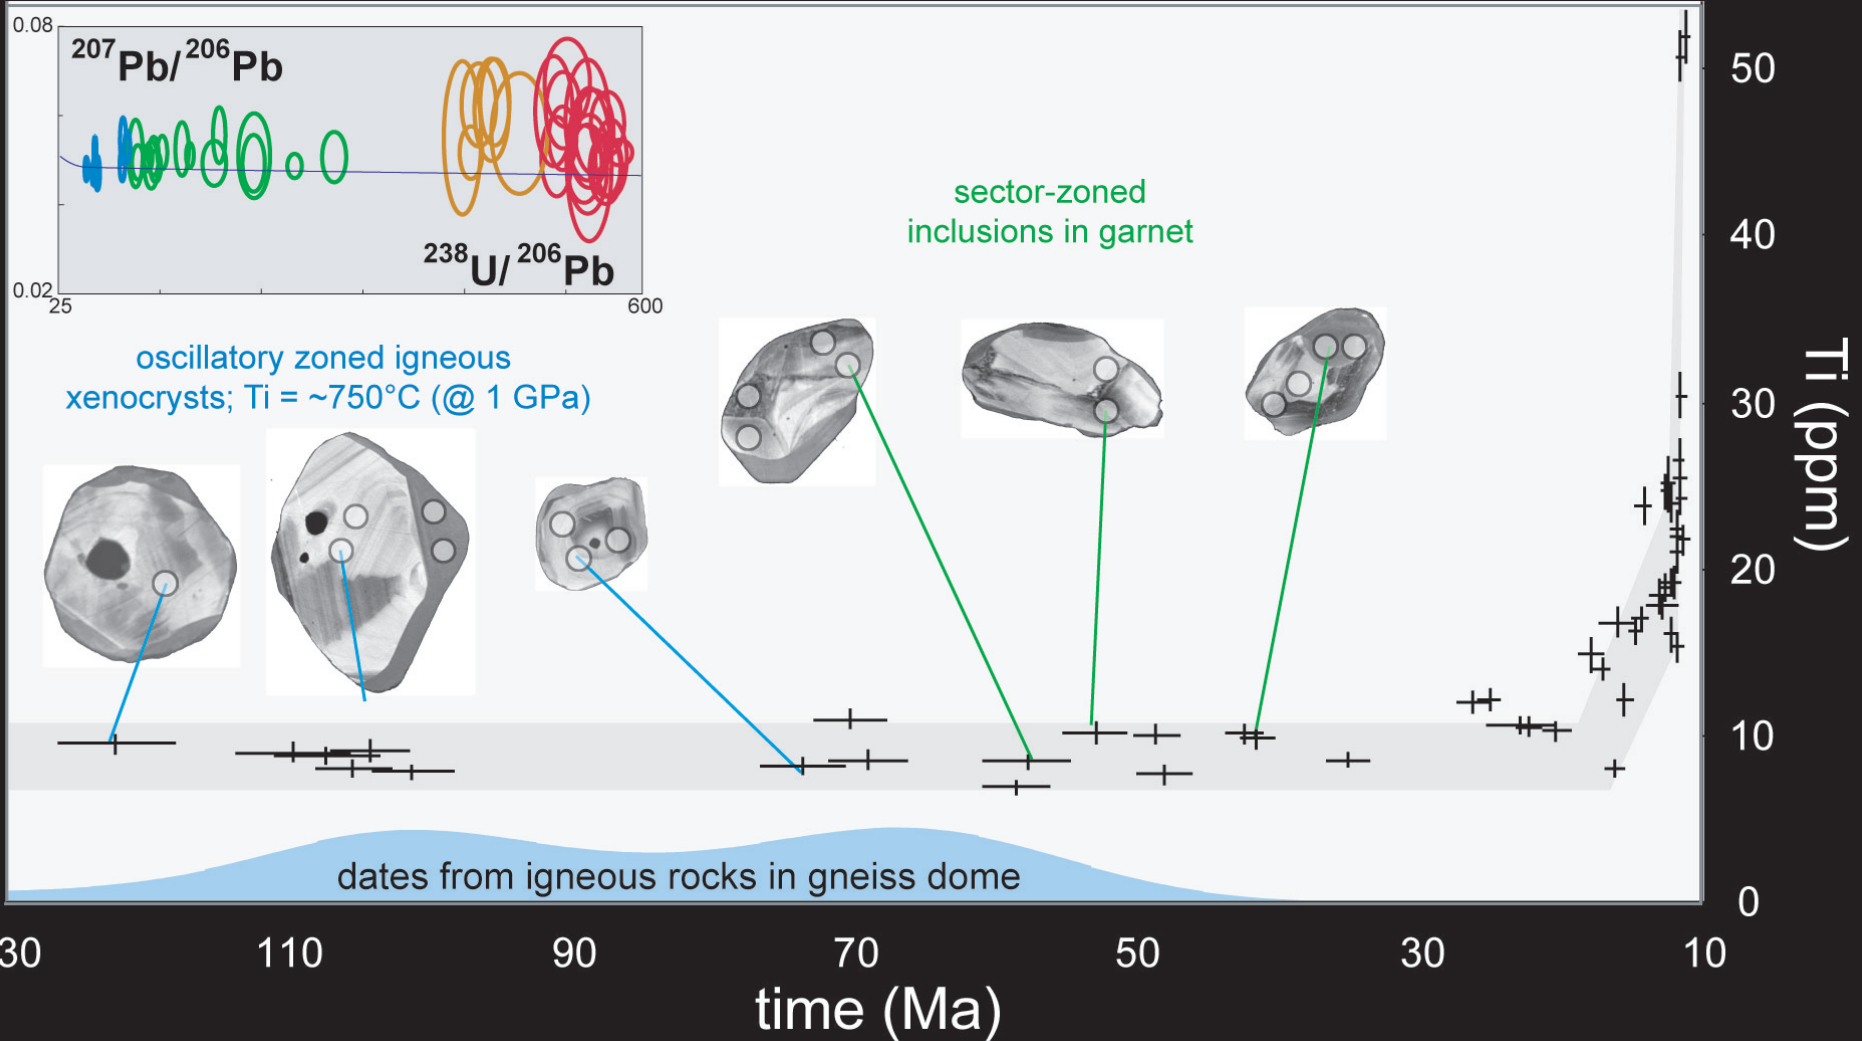 0.08
²⁰⁷Pb/²⁰⁶Pb
²³⁸U/²⁰⁶Pb
0.02
25
600
oscillatory zoned igneous
xenocrysts; Ti = ~750°C (@ 1 GPa)
sector-zoned
inclusions in garnet
dates from igneous rocks in gneiss dome
50
40
30
20
10
0
Ti (ppm)
30
110
90
70
50
30
10
time (Ma)